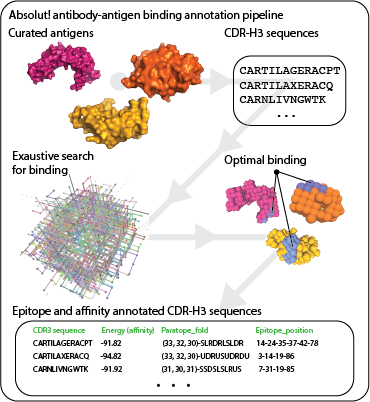 Absolut! antibody-antigen binding annotation pipeline
Curated antigens
CDR-H3 sequences
CARTILAGERACPT
CARTILAXERACQ
CARNLIVNGWTK
...
Exaustive search
for binding
Optimal binding
Epitope and affinity annotated CDR-H3 sequences
CDR3 sequence Energy (affinity) Paratope_fold Epitope_position
CARTILAGERACPT -91.82 (33, 32, 30)-SLRDRLSLDR 14-24-35-37-42-78
CARTILAXERACQ -94.82 (33, 32, 30)-UDRUSUDRDU 3-14-19-86
CARNLIVNGWTK -91.92 (31, 30, 31)-SSDSLSLRUS 7-31-19-85
...